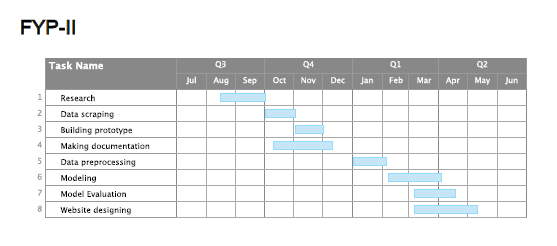 FYP-II
Task Name Q3 Q4 Q1 Q2
Jul Aug Sep Oct Nov Dec Jan Feb Mar Apr May Jun
1 Research
2 Data scraping
3 Building prototype
4 Making documentation
5 Data preprocessing
6 Modeling
7 Model Evaluation
8 Website designing